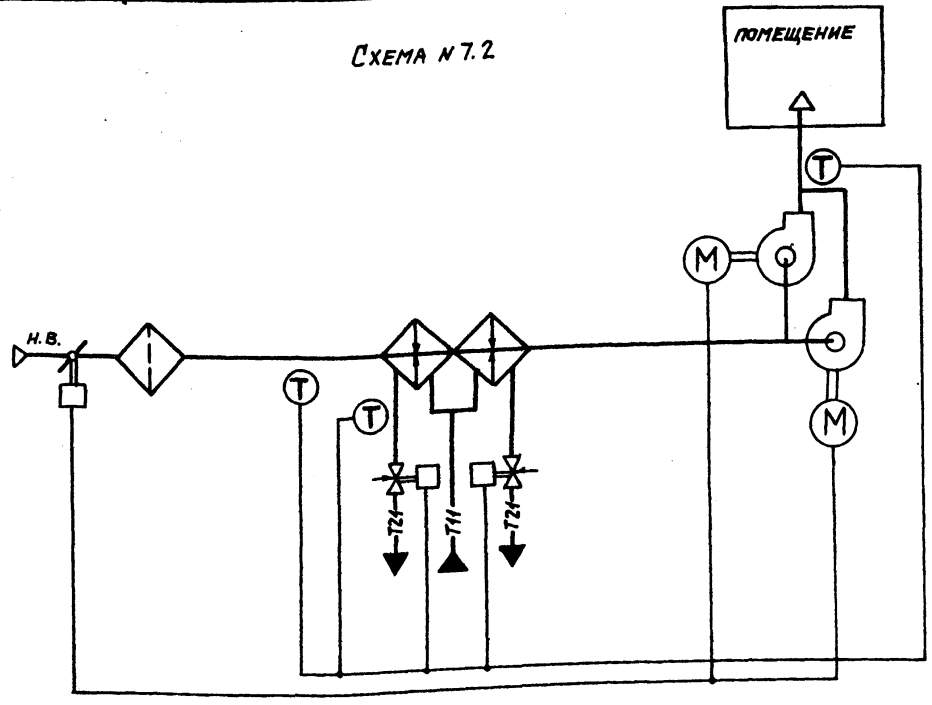 СХЕМА N 7.2
ПОМЕЩЕНИЕ
Т
М
Н.В.
М
Т
Т
Т21
Т11
Т21